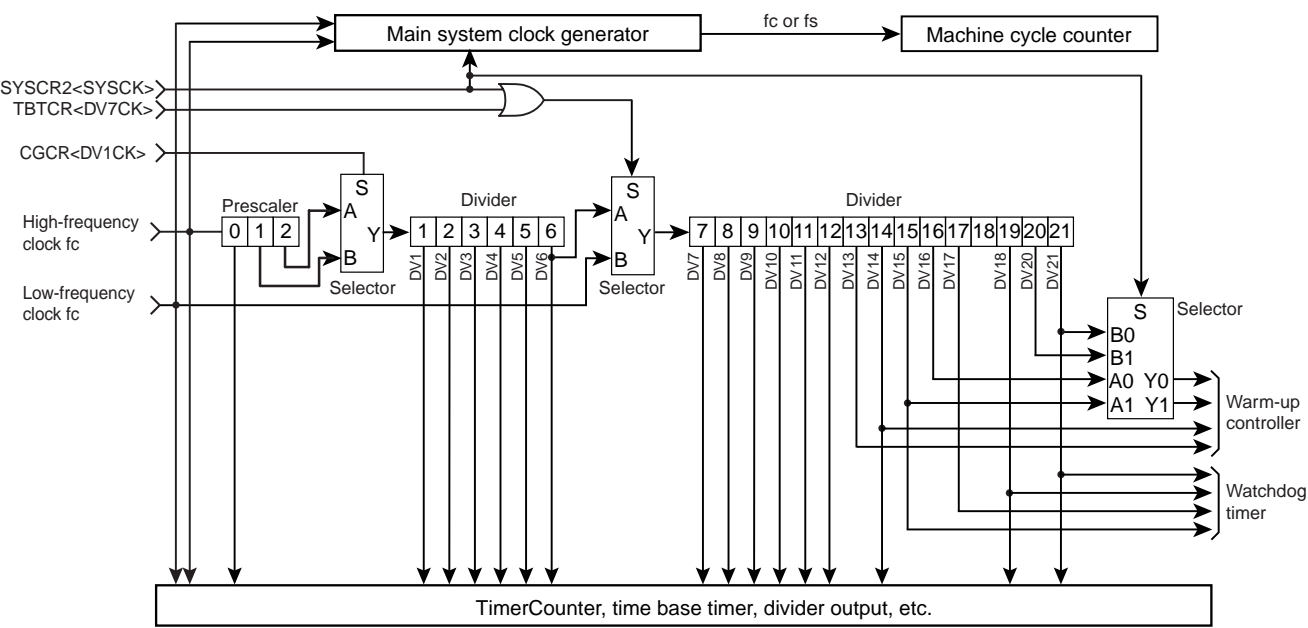 Main system clock generator
fc or fs
Machine cycle counter
SYSCR2<SYSCK>
TBTCR<DV7CK>
CGCR<DV1CK>
High-frequency
clock fc
Low-frequency
clock fc
Prescaler
0 1 2
S
A
B
Y
Selector
Divider
1 2 3 4 5 6
DV1 DV2 DV3 DV4 DV5 DV6
S
A
B
Y
Selector
Divider
7 8 9 10 11 12 13 14 15 16 17 18 19 20 21
DV7 DV8 DV9 DV10 DV11 DV12 DV13 DV14 DV15 DV16 DV17 DV18 DV20 DV21
S
B0
B1
A0 Y0
A1 Y1
Selector
Warm-up
controller
Watchdog
timer
TimerCounter, time base timer, divider output, etc.